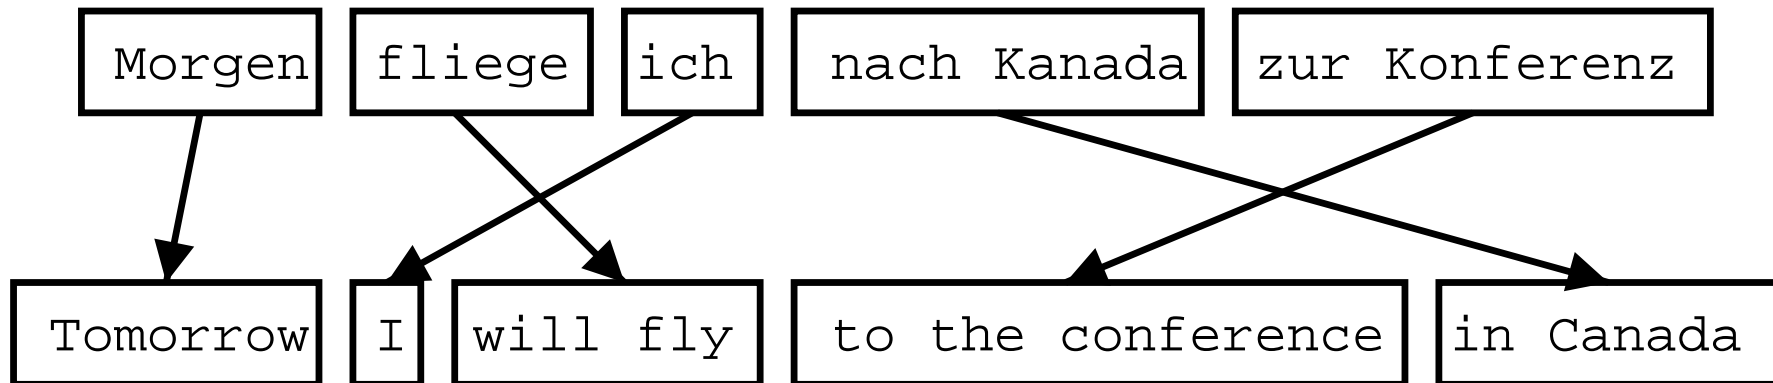 Morgen fliege ich nach Kanada zur Konferenz
Tomorrow I will fly to the conference in Canada